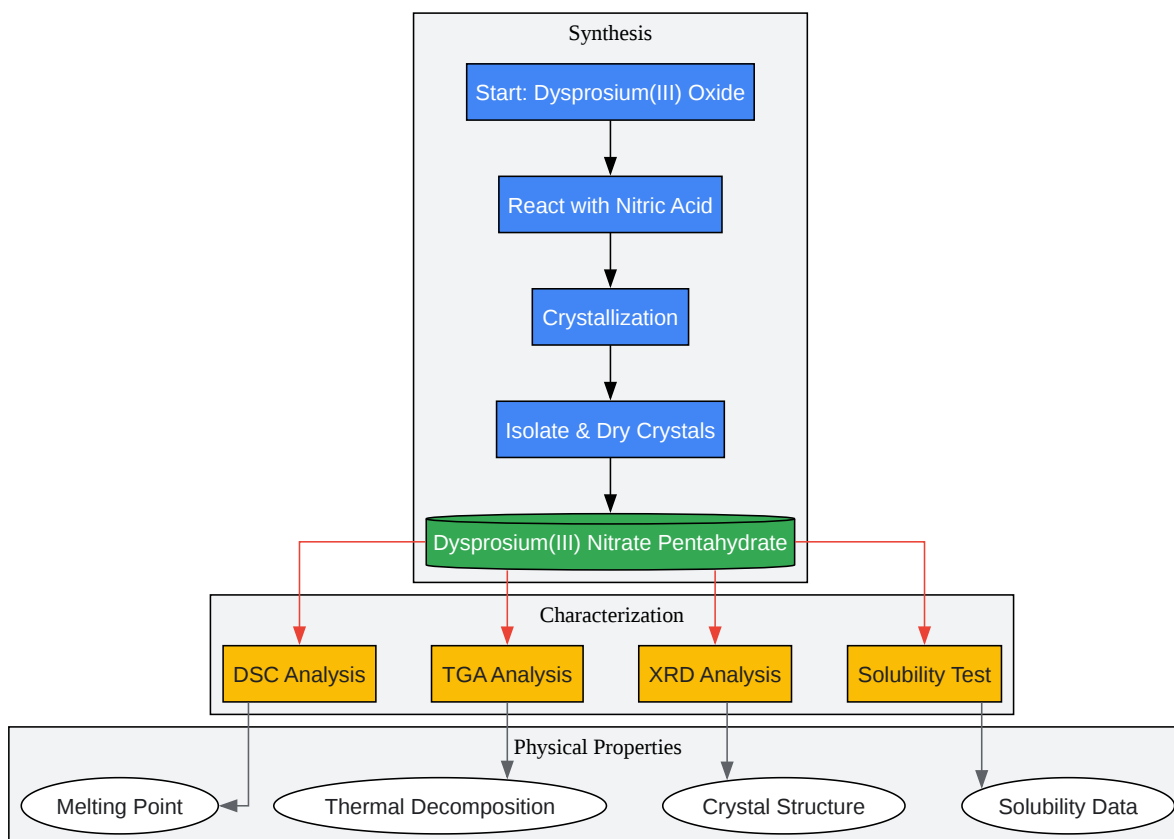 Synthesis
Start: Dysprosium(III) Oxide
React with Nitric Acid
Crystallization
Isolate & Dry Crystals
Dysprosium(III) Nitrate Pentahydrate
Characterization
DSC Analysis
TGA Analysis
XRD Analysis
Solubility Test
Physical Properties
Melting Point
Thermal Decomposition
Crystal Structure
Solubility Data